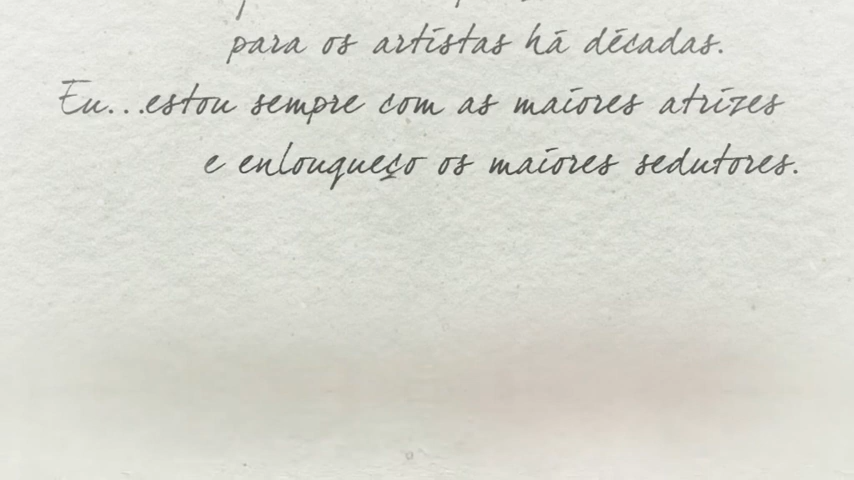 para os artistas há décadas.
Eu...estou sempre com as maiores atrizes
e enlouqueço os maiores sedutores.